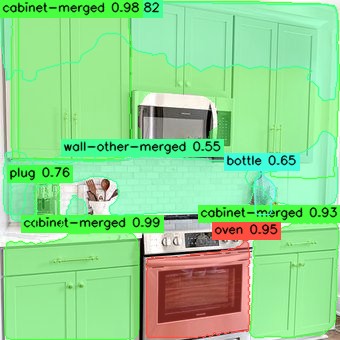 cabinet-merged 0.98 82
wall-other-merged 0.55
bottle 0.65
plug 0.76
cabinet-merged 0.93
cabinet-merged 0.99
oven 0.95